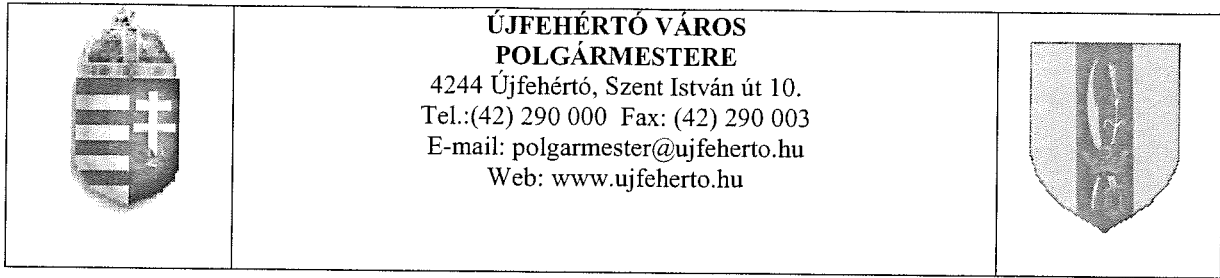 ÚJFEHÉRTÓ VÁROS
POLGÁRMESTERE
4244 Újfehértó, Szent István út 10.
Tel.:(42) 290 000 Fax: (42) 290 003
E-mail: polgarmester@ujfeherto.hu
Web: www.ujfeherto.hu